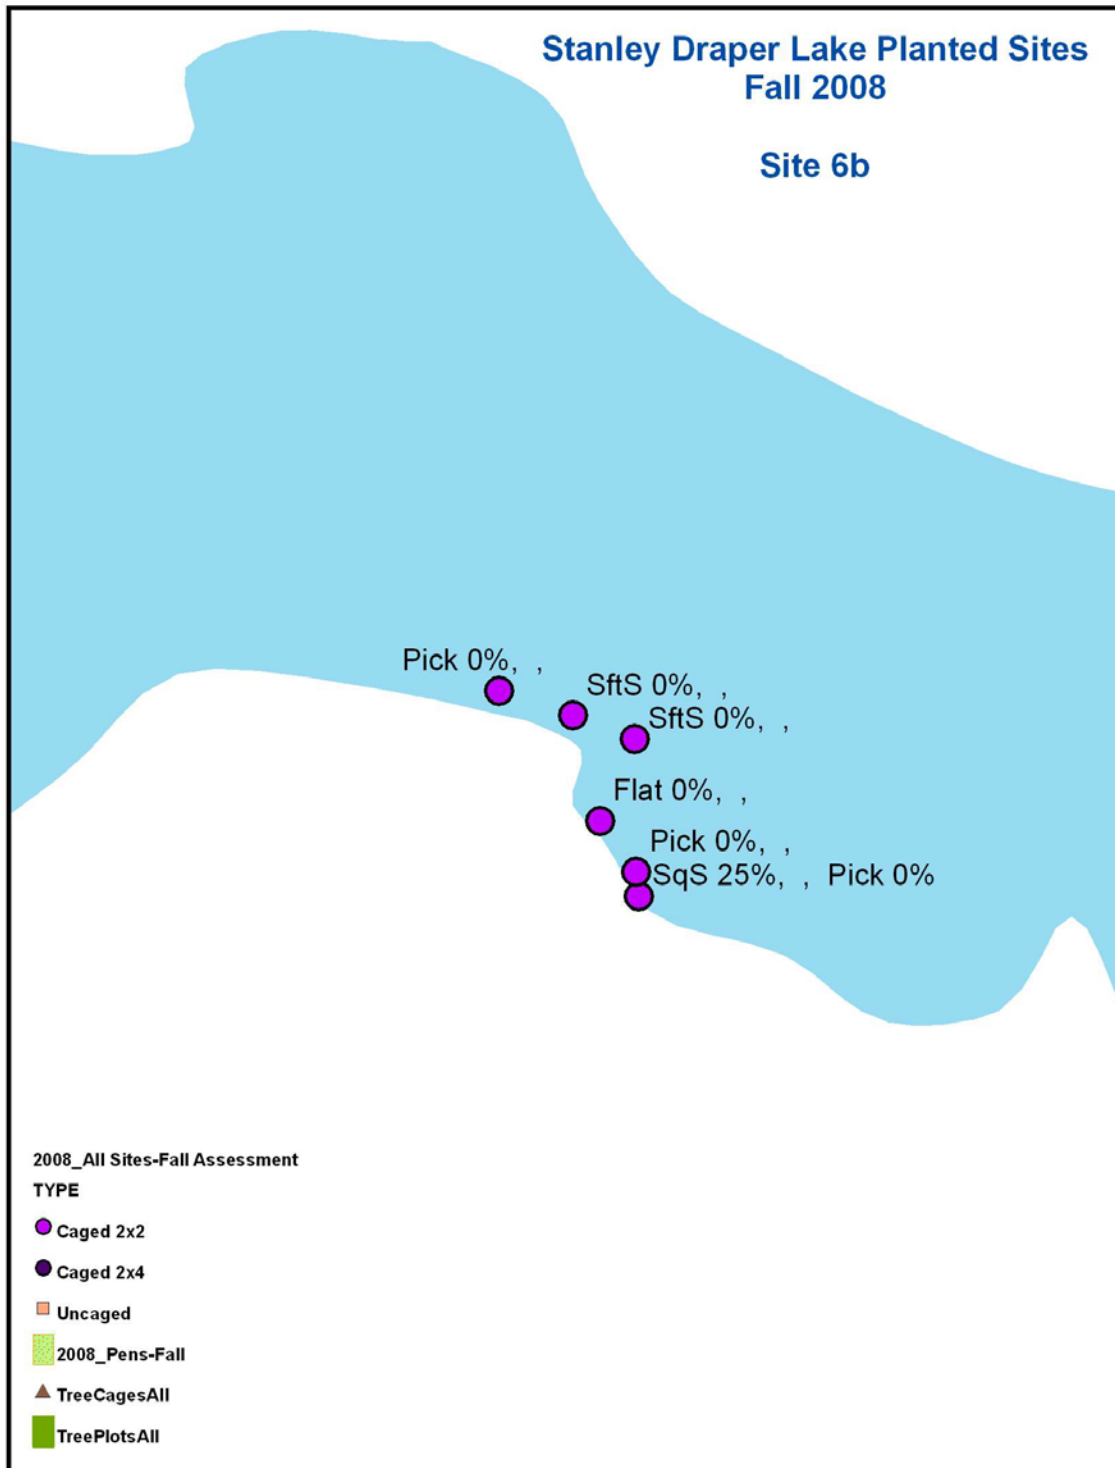 Stanley Draper Lake Planted Sites
Fall 2008
Site 6b
Pick 0%, ,
SftS 0%, ,
SftS 0%, ,
Flat 0%, ,
Pick 0%, ,
SqS 25%, , Pick 0%
2008_All Sites-Fall Assessment
TYPE
Caged 2x2
Caged 2x4
Uncaged
2008_Pens-Fall
TreeCagesAll
TreePlotsAll